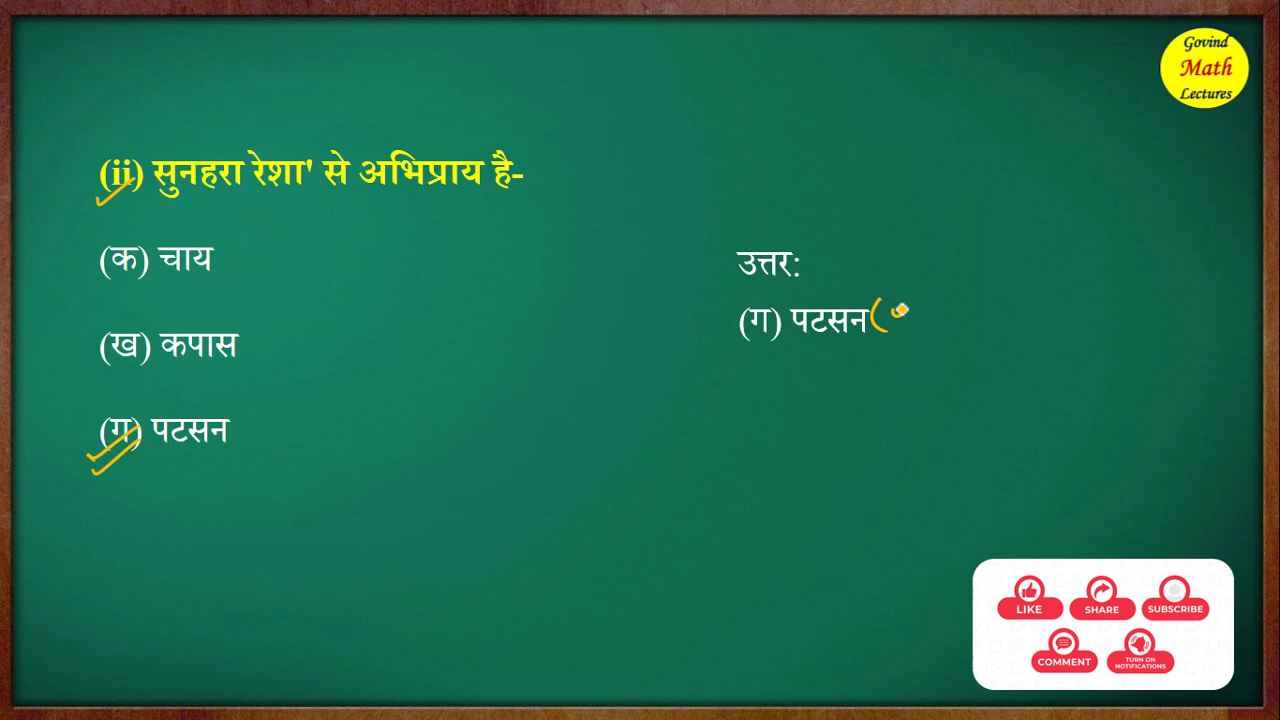 Govind
Math
Lectures
(ii) सुनहरा रेशा' से अभिप्राय है-
(क) चाय
(ख) कपास
(ग) पटसन
उत्तर:
(ग) पटसन(
LIKE
SHARE
SUBSCRIBE
COMMENT
TURN ON
NOTIFICATIONS